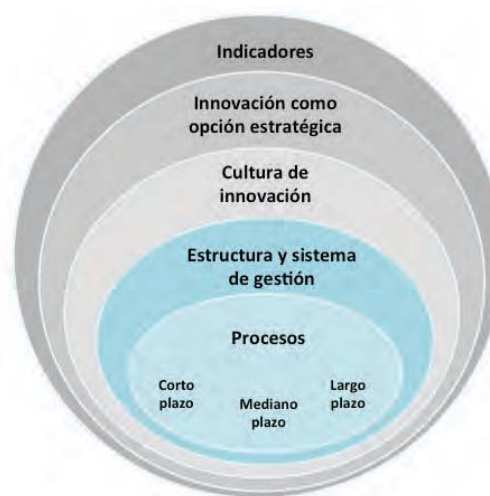 Indicadores
Innovación como
opción estratégica
Cultura de
innovación
Estructura y sistema
de gestión
Procesos
Corto
plazo
Mediano
plazo
Largo
plazo